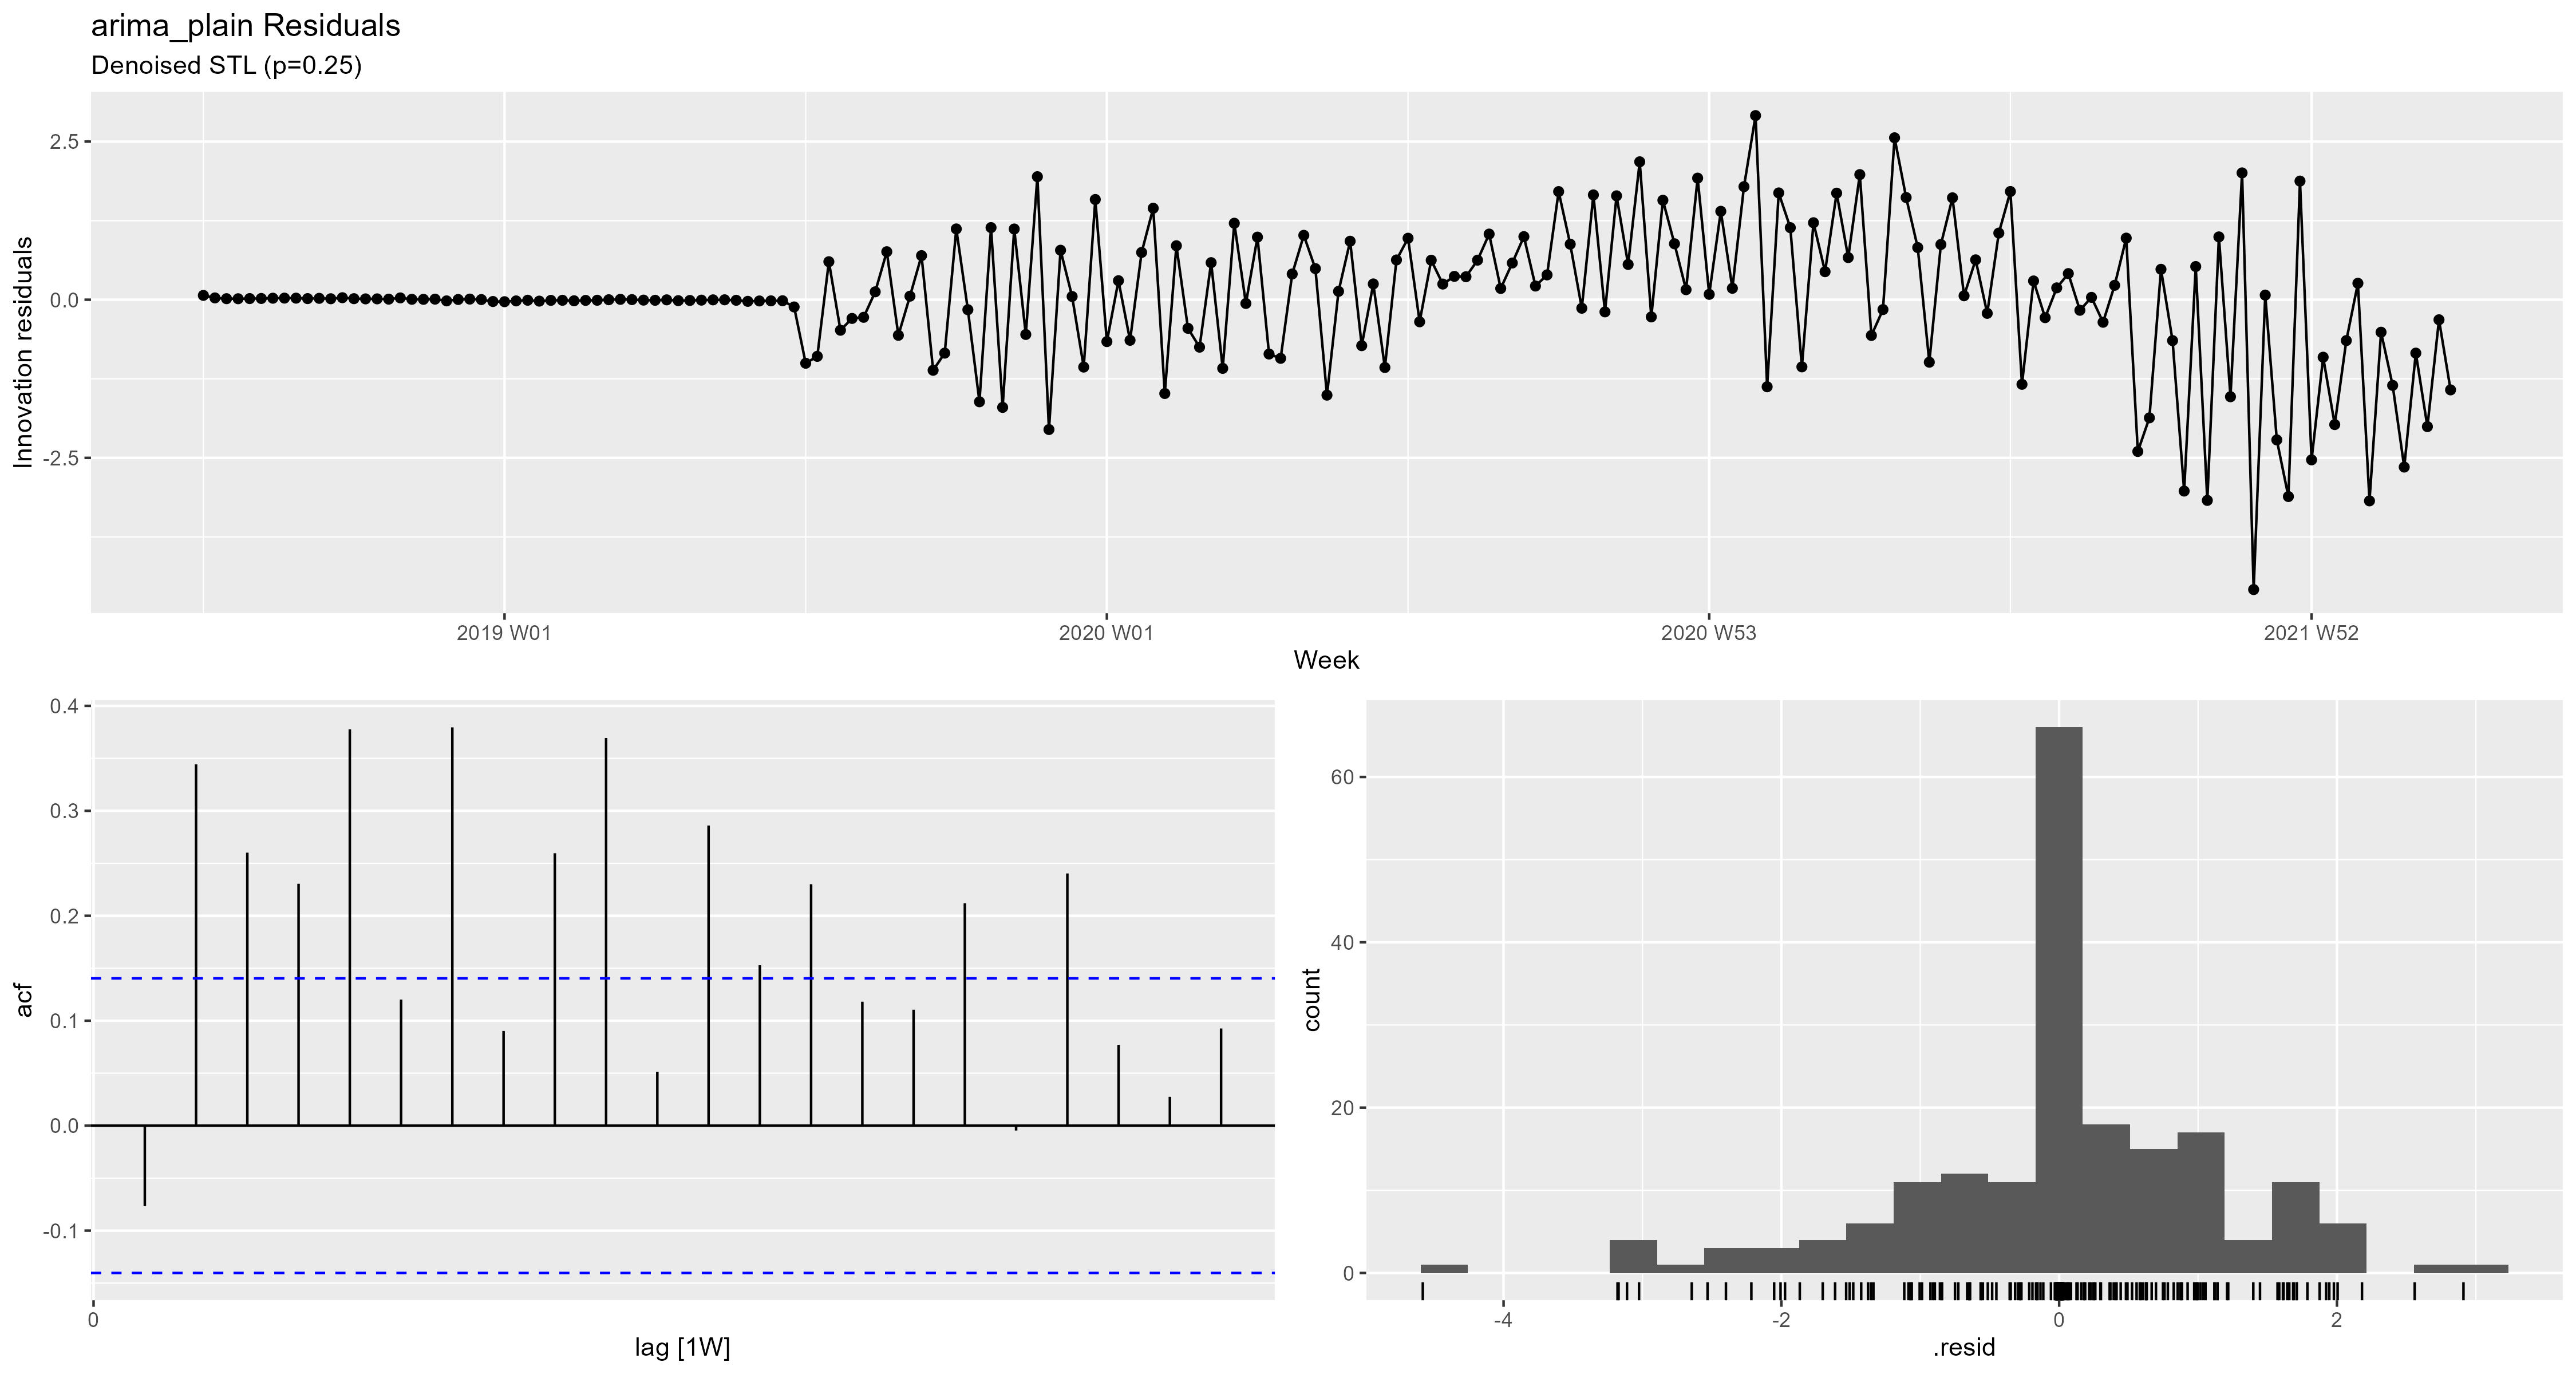 arima_plain Residuals
Denoised STL (p=0.25)
Innovation residuals
2.5
0.0
-2.5
2019 W01
2020 W01
2020 W53
2021 W52
Week
acf
0.4
0.3
0.2
0.1
0.0
-0.1
0
lag [1W]
count
60
40
20
0
-4
-2
0
2
.resid